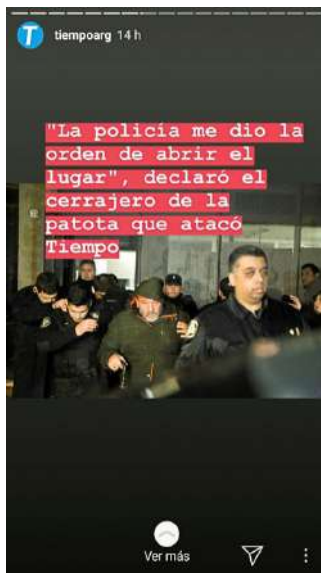 T tiempoarg 14 h
"La policía me dio la
orden de abrir el
lugar", declaró el
cerrajero de la
patota que atacó
Tiempo
Ver más